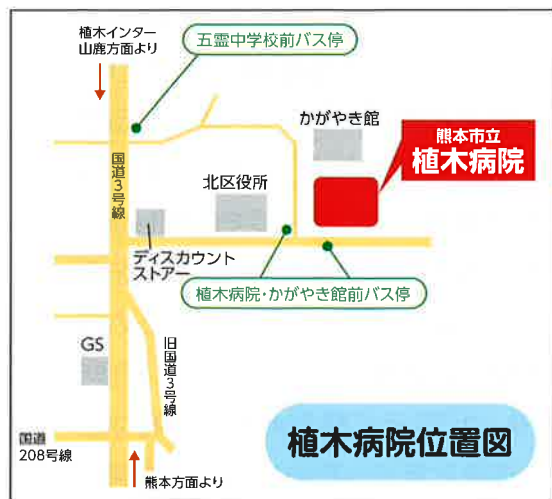 植木インター
山鹿方面より
五霊中学校前バス停
かがやき館
熊本市立
植木病院
国道3号線
北区役所
ディスカウント
ストアー
植木病院・かがやき館前バス停
GS
旧国道3号線
国道
208号線
熊本方面より
植木病院位置図